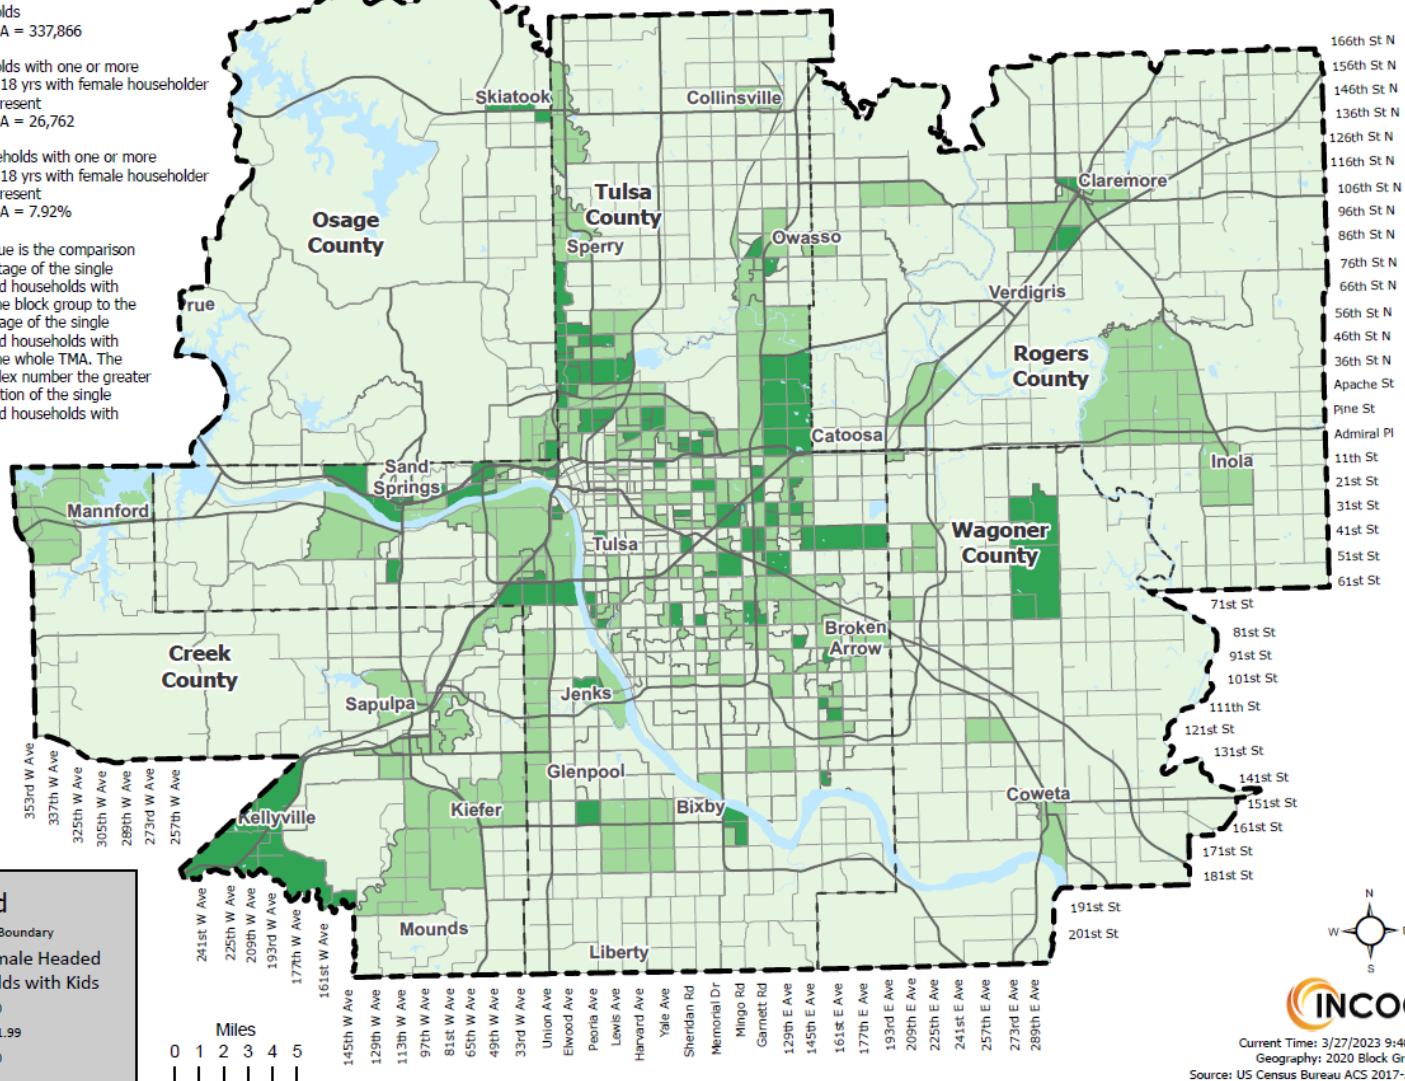 olds
A = 337,866
olds with one or more
18 yrs with female householder
resent
A = 26,762
eholds with one or more
18 yrs with female householder
resent
A = 7.92%
ue is the comparison
tage of the single
d households with
ne block group to the
age of the single
d households with
he whole TMA. The
dex number the greater
tion of the single
d households with
Skiatook
Collinsville
Tulsa
County
Osage
County
Sperry
Owasso
Claremore
Verdigris
Rogers
County
rue
Catoosa
Inola
Sand
Springs
Mannford
Tulsa
Wagoner
County
Creek
County
Broken
Arrow
Sapulpa
Jenks
Glenpool
Bixby
Coweta
Kellyville
Kiefer
Mounds
Liberty
166th St N
156th St N
146th St N
136th St N
126th St N
116th St N
106th St N
96th St N
86th St N
76th St N
66th St N
56th St N
46th St N
36th St N
Apache St
Pine St
Admiral Pl
11th St
21st St
31st St
41st St
51st St
61st St
71st St
81st St
91st St
101st St
111th St
121st St
131st St
141st St
151st St
161st St
171st St
181st St
191st St
201st St
353rd W Ave
337th W Ave
325th W Ave
305th W Ave
289th W Ave
273rd W Ave
257th W Ave
241st W Ave
225th W Ave
209th W Ave
193rd W Ave
177th W Ave
161st W Ave
145th W Ave
129th W Ave
113th W Ave
97th W Ave
81st W Ave
65th W Ave
49th W Ave
33rd W Ave
Union Ave
Elwood Ave
Peoria Ave
Lewis Ave
Harvard Ave
Yale Ave
Sheridan Rd
Memorial Dr
Mingo Rd
Garnett Rd
129th E Ave
145th E Ave
161st E Ave
177th E Ave
193rd E Ave
209th E Ave
225th E Ave
241st E Ave
257th E Ave
273rd E Ave
289th E Ave
d
Boundary
male Headed
lds with Kids
1.99
Miles
0 1 2 3 4 5
N
W
S
INCO
Current Time: 3/27/2023 9:4
Geography: 2020 Block Gr
Source: US Census Bureau ACS 2017-